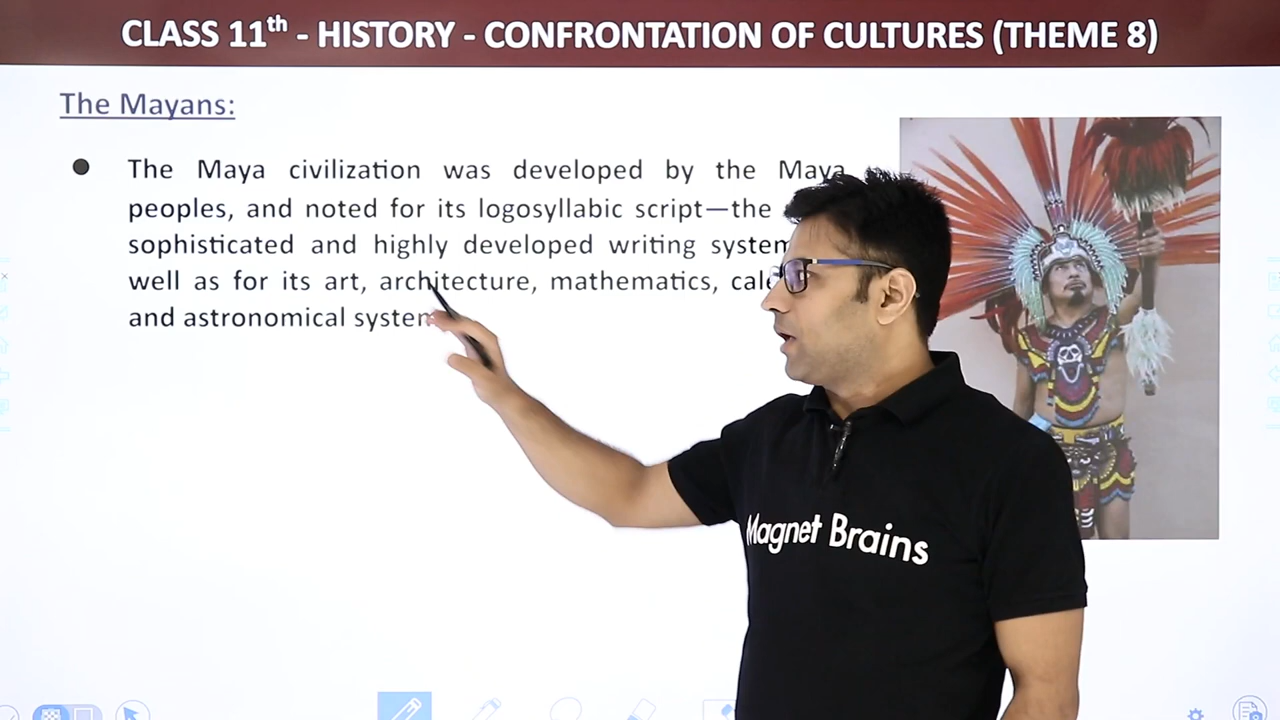 CLASS 11th - HISTORY - CONFRONTATION OF CULTURES (THEME 8)
The Mayans:
● The Maya civilization was developed by the Maya
peoples, and noted for its logosyllabic script—the
sophisticated and highly developed writing
well as for its art, architecture, mathematics,
and astronomical
Magnet Brains